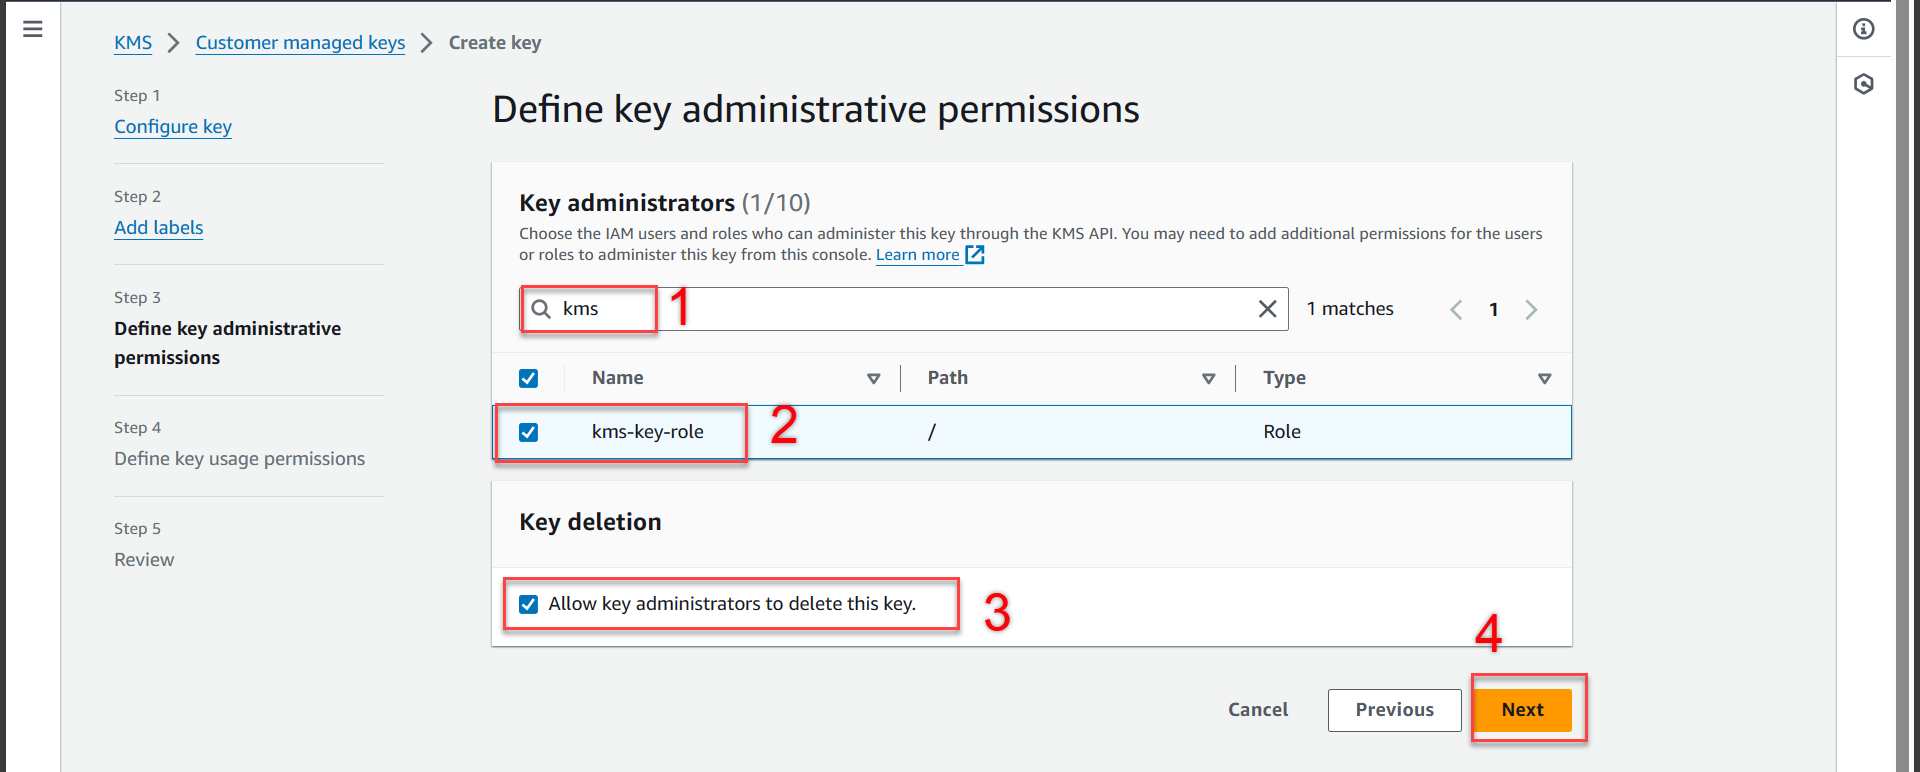 KMS > Customer managed keys > Create key
Step 1
Configure key
Step 2
Add labels
Step 3
Define key administrative
permissions
Step 4
Define key usage permissions
Step 5
Review
Define key administrative permissions
Key administrators (1/10)
Choose the IAM users and roles who can administer this key through the KMS API. You may need to add additional permissions for the users
or roles to administer this key from this console. Learn more
kms 1 1 matches < 1 >
Name Path Type
kms-key-role 2 / Role
Key deletion
Allow key administrators to delete this key. 3
4
Cancel Previous Next